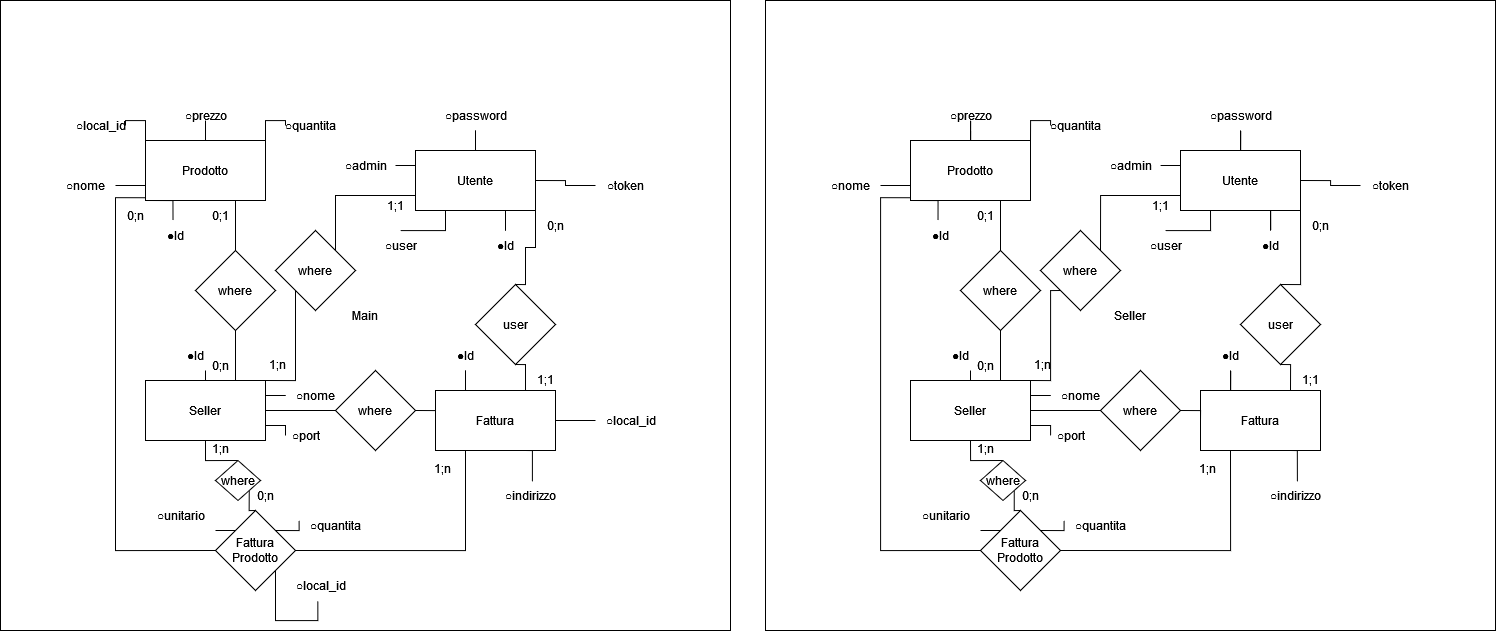 ○prezzo
○local_id
○quantita
Prodotto
○nome
0;n
0;1
●Id
○password
○admin
Utente
○token
1;1
0;n
○user
●Id
where
where
Main
user
●Id
0;n
1;n
●Id
1;1
Seller
○nome
where
Fattura
○local_id
○port
1;n
1;n
where
0;n
○indirizzo
○unitario
○quantita
Fattura
Prodotto
○local_id
○prezzo
○quantita
Prodotto
○nome
0;1
●Id
○password
○admin
Utente
○token
1;1
0;n
○user
●Id
where
where
Seller
user
●Id
0;n
1;n
●Id
1;1
Seller
○nome
where
Fattura
○port
1;n
1;n
where
0;n
○indirizzo
○unitario
○quantita
Fattura
Prodotto